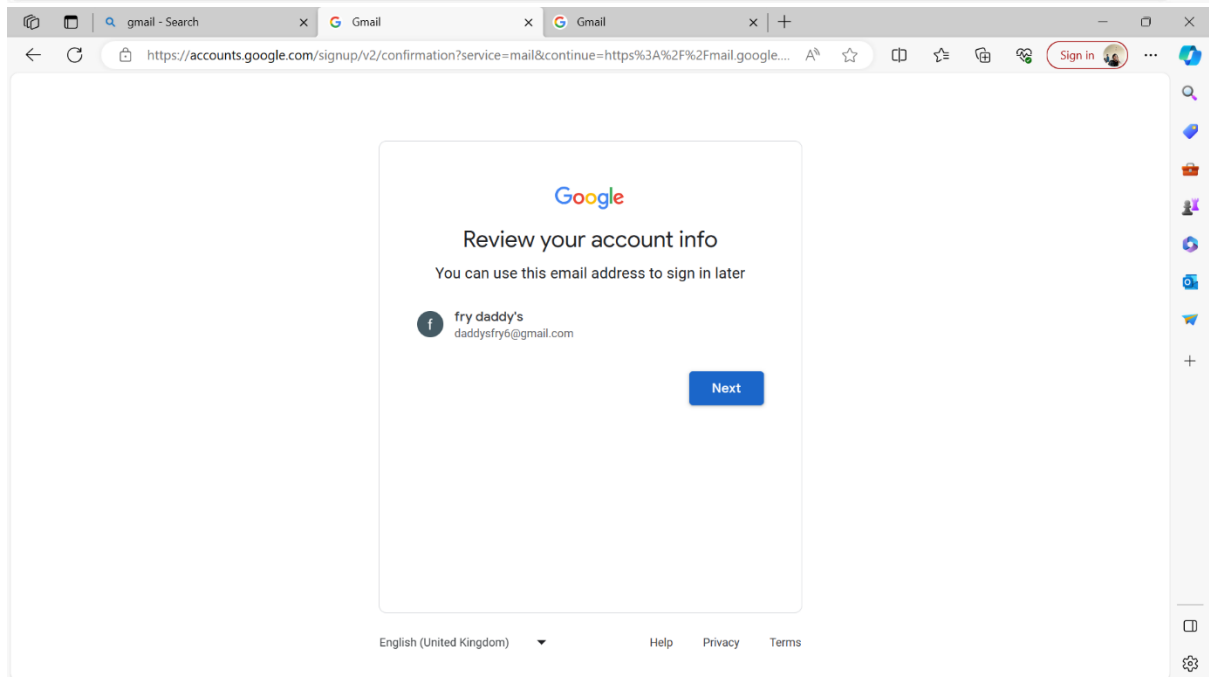 gmail - Search
Gmail
Gmail
https://accounts.google.com/signup/v2/confirmation?service=mail&continue=https%3A%2F%2Fmail.google....
Sign in
Google
Review your account info
You can use this email address to sign in later
f
fry daddy's
daddysfry6@gmail.com
Next
English (United Kingdom)
Help Privacy Terms